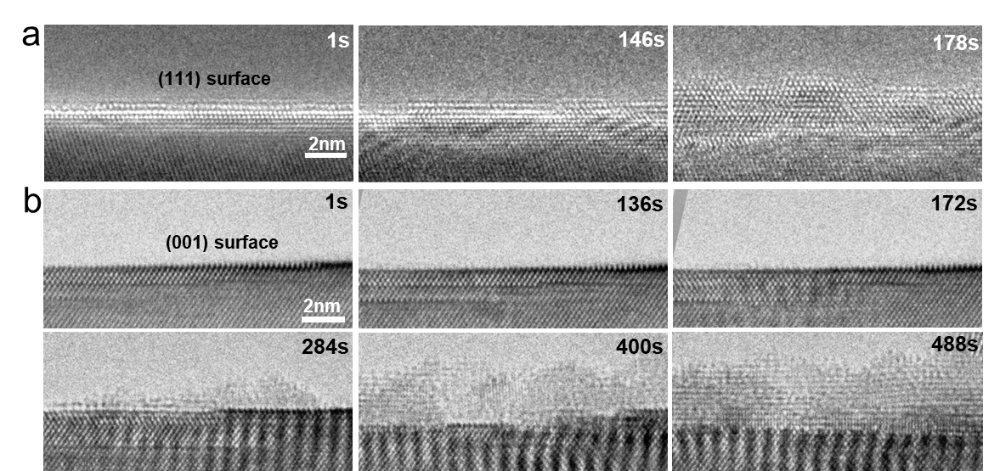 a
1s
146s
178s
(111) surface
2nm
b
1s
136s
172s
(001) surface
2nm
284s
400s
488s